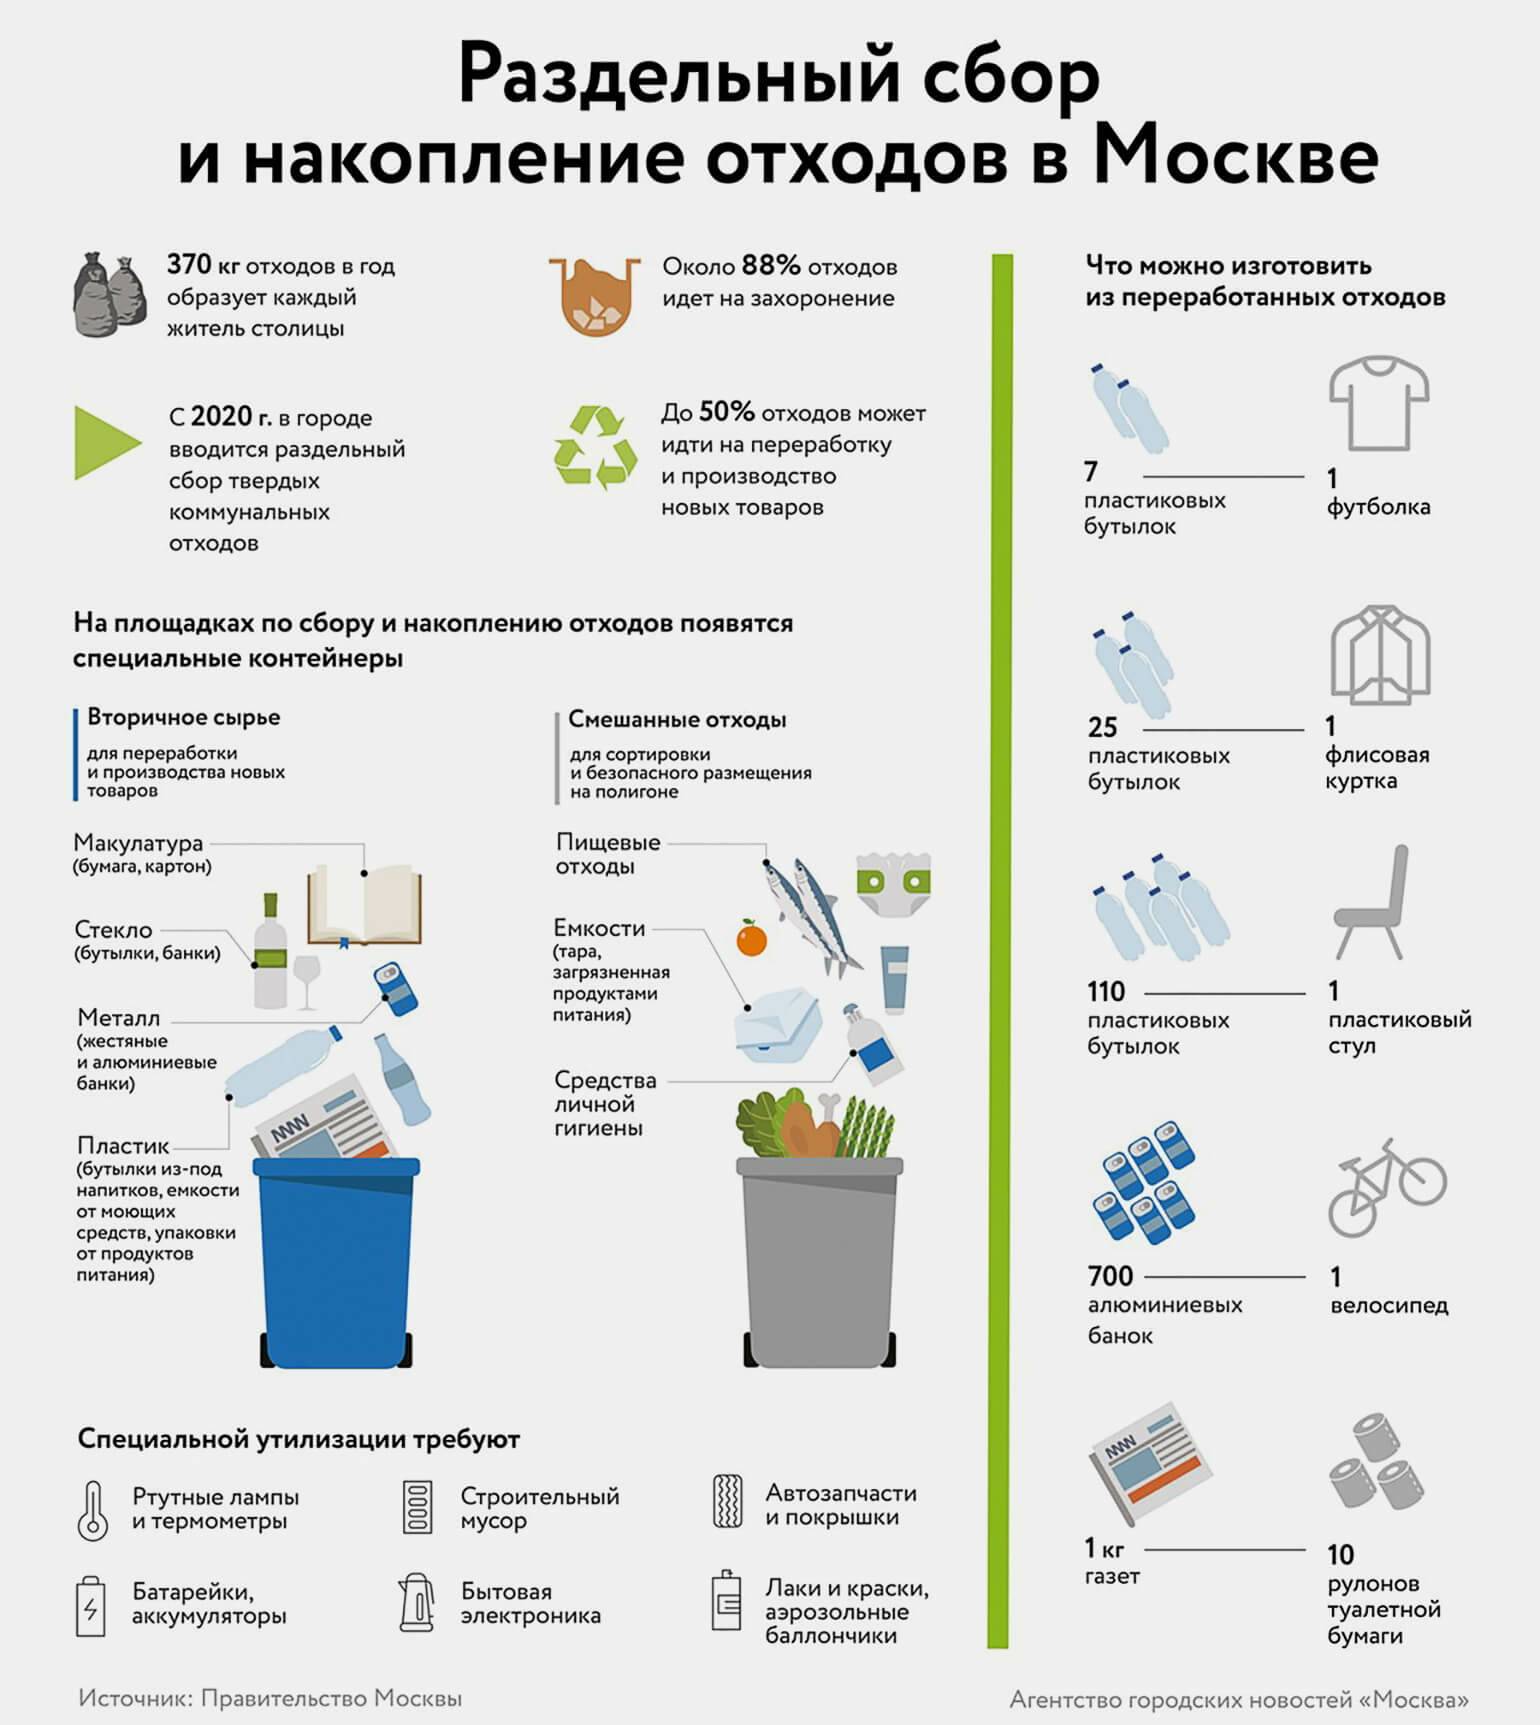 Раздельный сбор
и накопление отходов в Москве
370 кг отходов в год
образует каждый
житель столицы
Около 88% отходов
идет на захоронение
С 2020 г. в городе
вводится раздельный
сбор твердых
коммунальных
отходов
До 50% отходов может
идти на переработку
и производство
новых товаров
На площадках по сбору и накоплению отходов появятся
специальные контейнеры
Вторичное сырье
для переработки
и производства новых
товаров
Макулатура
(бумага, картон)
Стекло
(бутылки, банки)
Металл
(жестяные
и алюминиевые
банки)
Пластик
(бутылки из-под
напитков, емкости
от моющих
средств, упаковки
от продуктов
питания)
Смешанные отходы
для сортировки
и безопасного размещения
на полигоне
Пищевые
отходы
Емкости
(тара,
загрязненная
продуктами
питания)
Средства
личной
гигиены
Специальной утилизации требуют
Ртутные лампы
и термометры
Строительный
мусор
Автозапчасти
и покрышки
Батарейки,
аккумуляторы
Бытовая
электроника
Лаки и краски,
аэрозольные
баллончики
Что можно изготовить
из переработанных отходов
7
пластиковых
бутылок
1
футболка
25
пластиковых
бутылок
1
флисовая
куртка
110
пластиковых
бутылок
1
пластиковый
стул
700
алюминиевых
банок
1
велосипед
1 кг
газет
10
рулонов
туалетной
бумаги
Источник: Правительство Москвы
Агентство городских новостей «Москва»